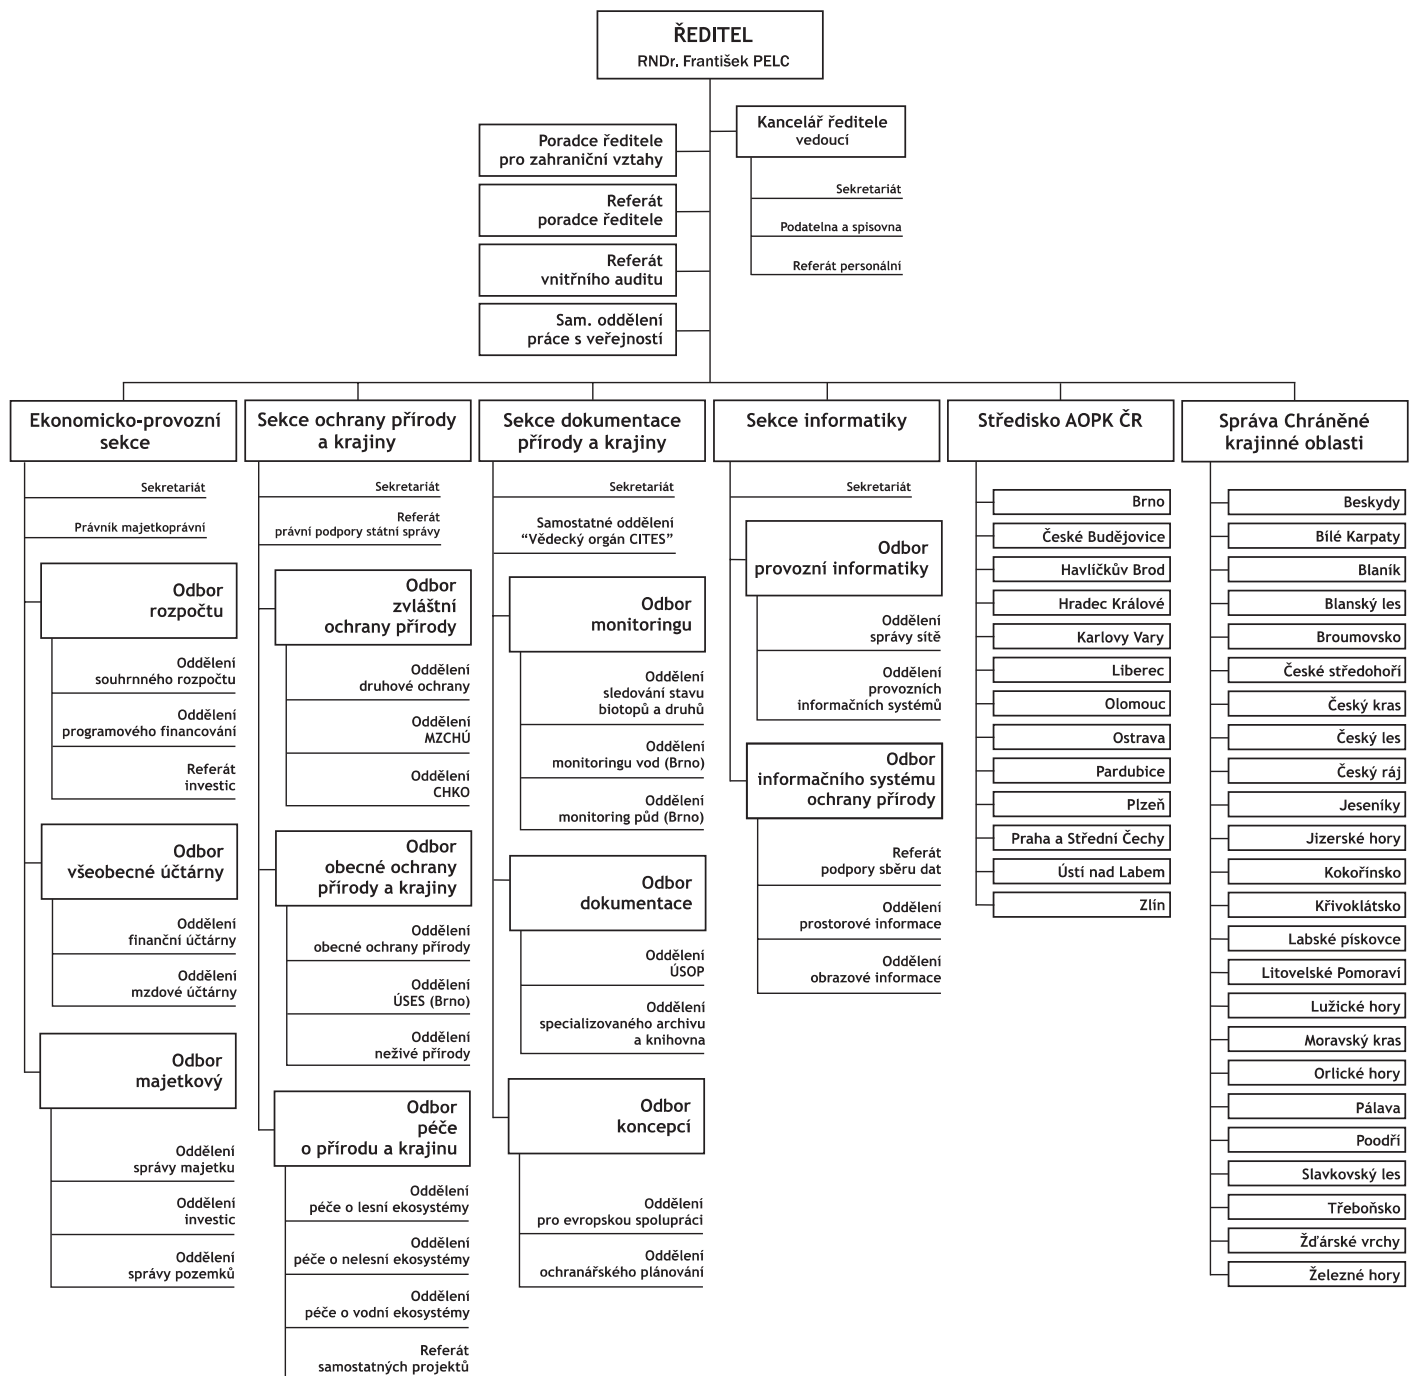 ŘEDITEL
RNDr. František PELC
Kancelář ředitele
vedoucí
Sekretariát
Podatelna a spisovna
Referát personální
Poradce ředitele
pro zahraniční vztahy
Referát
poradce ředitele
Referát
vnitřního auditu
Sam. oddělení
práce s veřejností
Ekonomicko-provozní
sekce
Sekretariát
Právník majetkoprávní
Odbor
rozpočtu
Oddělení
souhrnného rozpočtu
Oddělení
programového financování
Referát
investic
Odbor
všeobecné účtárny
Oddělení
finanční účtárny
Oddělení
mzdové účtárny
Odbor
majetkový
Oddělení
správy majetku
Oddělení
investic
Oddělení
správy pozemků
Sekce ochrany přírody
a krajiny
Sekretariát
Referát
právní podpory státní správy
Odbor
zvláštní
ochrany přírody
Oddělení
druhové ochrany
Oddělení
MZCHÚ
Oddělení
CHKO
Odbor
obecné ochrany
přírody a krajiny
Oddělení
obecné ochrany přírody
Oddělení
ÚSES (Brno)
Oddělení
neživé přírody
Odbor
péče
o přírodu a krajinu
Oddělení
péče o lesní ekosystémy
Oddělení
péče o nelesní ekosystémy
Oddělení
péče o vodní ekosystémy
Referát
samostatných projektů
Sekce dokumentace
přírody a krajiny
Sekretariát
Samostatné oddělení
“Vědecký orgán CITES”
Odbor
monitoringu
Oddělení
sledování stavu
biotopů a druhů
Oddělení
monitoringu vod (Brno)
Oddělení
monitoring půd (Brno)
Odbor
dokumentace
Oddělení
ÚSOP
Oddělení
specializovaného archivu
a knihovna
Odbor
koncepcí
Oddělení
pro evropskou spolupráci
Oddělení
ochranářského plánování
Sekce informatiky
Sekretariát
Odbor
provozní informatiky
Oddělení
správy sítě
Oddělení
provozních
informačních systémů
Odbor
informačního systému
ochrany přírody
Referát
podpory sběru dat
Oddělení
prostorové informace
Oddělení
obrazové informace
Středisko AOPK ČR
Brno
České Budějovice
Havlíčkův Brod
Hradec Králové
Karlovy Vary
Liberec
Olomouc
Ostrava
Pardubice
Plzeň
Praha a Střední Čechy
Ústí nad Labem
Zlín
Správa Chráněné
krajinné oblasti
Beskydy
Bílé Karpaty
Blaník
Blanský les
Broumovsko
České středohoří
Český kras
Český les
Český ráj
Jeseníky
Jizerské hory
Kokořínsko
Křivoklátsko
Labské pískovce
Litovelské Pomoraví
Lužické hory
Moravský kras
Orlické hory
Pálava
Poodří
Slavkovský les
Třeboňsko
Žďárské vrchy
Železné hory